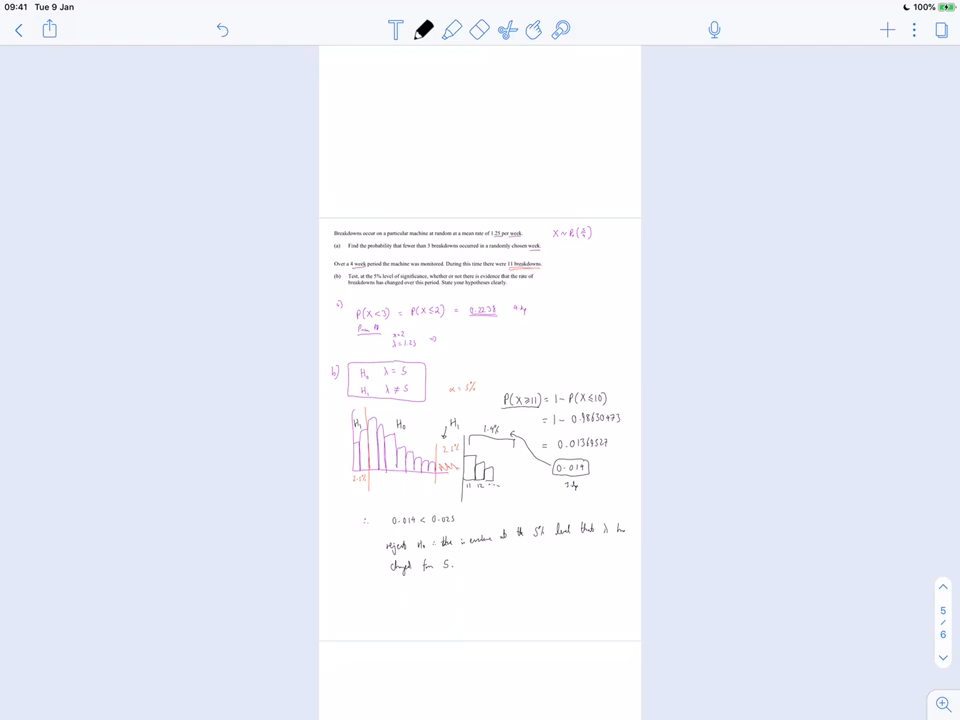 09:41 Tue 9 Jan
100%
Breakdowns occur on a particular machine at random at a mean rate of 1.25 per week.
X ~ Po(5/4)
(a) Find the probability that fewer than 3 breakdowns occurred in a randomly chosen week.
Over a 4 week period the machine was monitored. During this time there were 11 breakdowns.
(b) Test, at the 5% level of significance, whether or not there is evidence that the rate of
breakdowns has changed over this period. State your hypotheses clearly.
P(X<3) = P(X≤2) =
x=2
λ=1.25 ⇒
b)
H₀ λ = 5
H₁ λ ≠ 5
α = 5%
P(X≥11) = 1 - P(X≤10)
= 1 - 0.98630473
= 0.01369527
0.014
3dp
H₁ H₀ H₁
2.5%
1.4%
2.5%
11 12 ...
∴ 0.014 < 0.025
reject H₀ - there is evidence at the 5% level that λ has
changed from 5.
5
/
6